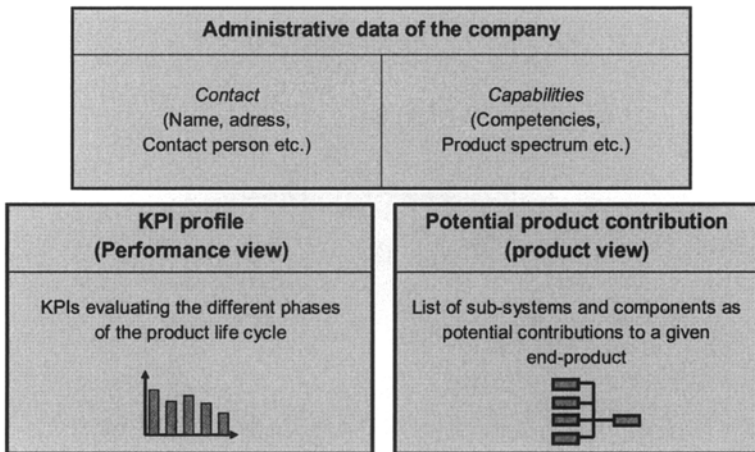 Administrative data of the company
Contact
(Name, adress,
Contact person etc.)
Capabilities
(Competencies,
Product spectrum etc.)
KPI profile
(Performance view)
KPIs evaluating the different phases
of the product life cycle
Potential product contribution
(product view)
List of sub-systems and components as
potential contributions to a given
end-product